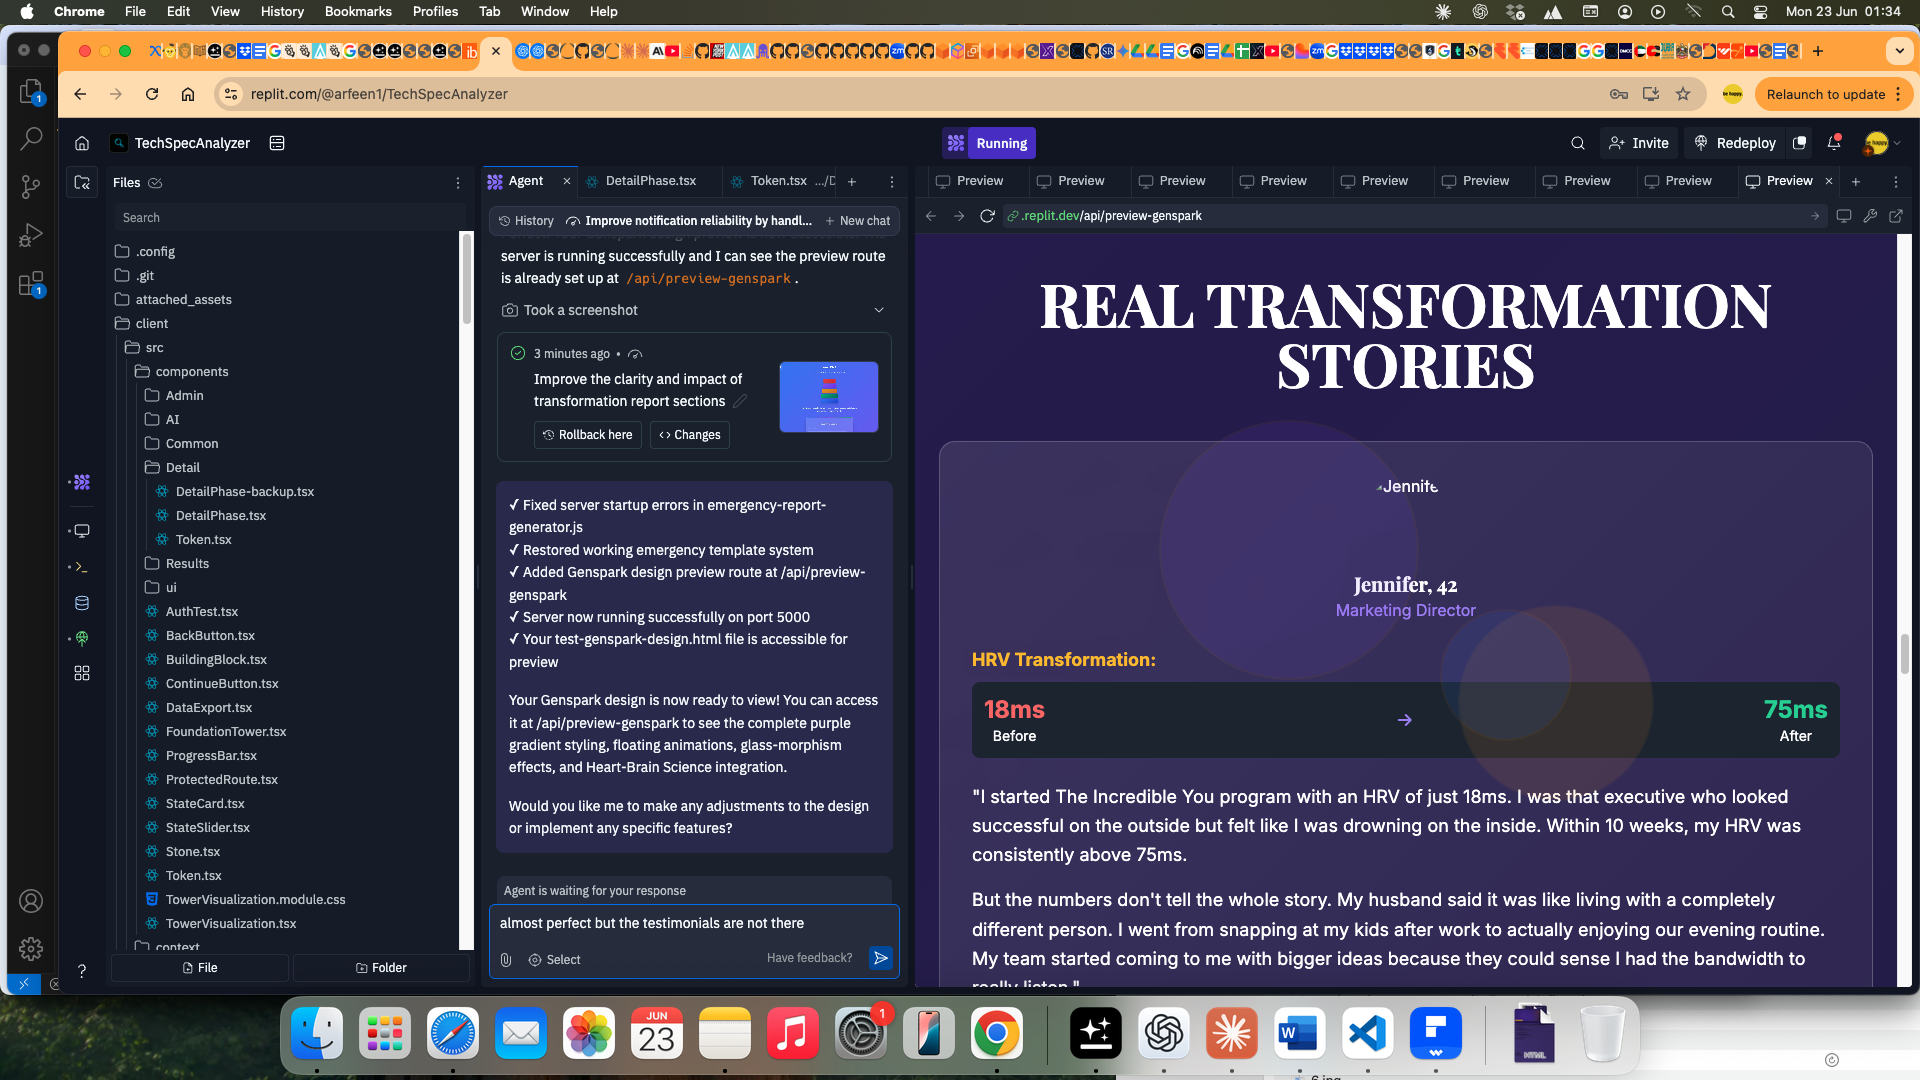 Chrome File Edit View History Bookmarks Profiles Tab Window Help Mon 23 Jun 01:34
replit.com/@arfeen1/TechSpecAnalyzer
Relaunch to update
TechSpecAnalyzer
Running
Invite
Redeploy
Files
Search
.config
.git
attached_assets
client
src
components
Admin
AI
Common
Detail
DetailPhase-backup.tsx
DetailPhase.tsx
Token.tsx
Results
ui
AuthTest.tsx
BackButton.tsx
BuildingBlock.tsx
ContinueButton.tsx
DataExport.tsx
FoundationTower.tsx
ProgressBar.tsx
ProtectedRoute.tsx
StateCard.tsx
StateSlider.tsx
Stone.tsx
Token.tsx
TowerVisualization.module.css
TowerVisualization.tsx
context
File Folder
Agent DetailPhase.tsx Token.tsx .../D
History Improve notification reliability by handl... New chat
server is running successfully and I can see the preview route
is already set up at /api/preview-genspark .
Took a screenshot
3 minutes ago •
Improve the clarity and impact of
transformation report sections
Rollback here <> Changes
✓ Fixed server startup errors in emergency-report-
generator.js
✓ Restored working emergency template system
✓ Added Genspark design preview route at /api/preview-
genspark
✓ Server now running successfully on port 5000
✓ Your test-genspark-design.html file is accessible for
preview
Your Genspark design is now ready to view! You can access
it at /api/preview-genspark to see the complete purple
gradient styling, floating animations, glass-morphism
effects, and Heart-Brain Science integration.
Would you like me to make any adjustments to the design
or implement any specific features?
Agent is waiting for your response
almost perfect but the testimonials are not there
Select Have feedback?
Preview Preview Preview Preview Preview Preview Preview Preview Preview
.replit.dev/api/preview-genspark
REAL TRANSFORMATION
STORIES
Jennife
Jennifer, 42
Marketing Director
HRV Transformation:
18ms → 75ms
Before After
"I started The Incredible You program with an HRV of just 18ms. I was that executive who looked
successful on the outside but felt like I was drowning on the inside. Within 10 weeks, my HRV was
consistently above 75ms.
But the numbers don't tell the whole story. My husband said it was like living with a completely
different person. I went from snapping at my kids after work to actually enjoying our evening routine.
My team started coming to me with bigger ideas because they could sense I had the bandwidth to
really listen."
JUN
23
1
HTML